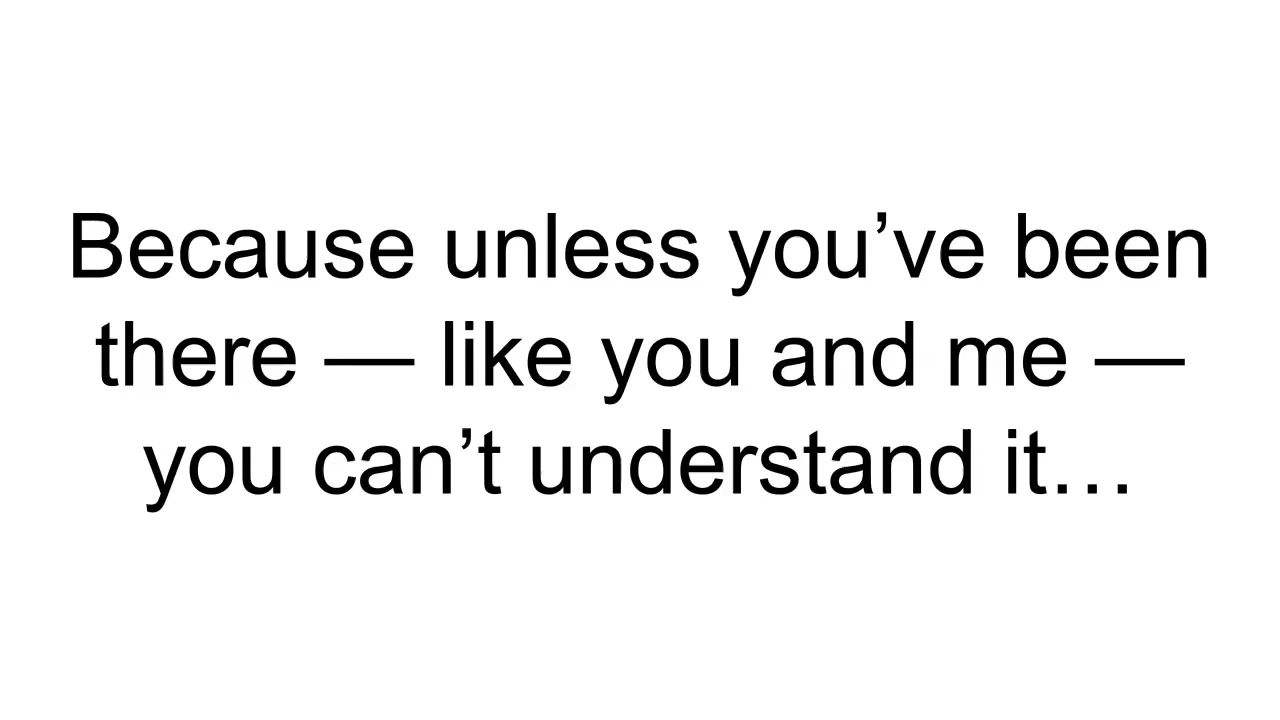 Because unless you’ve been
there — like you and me —
you can’t understand it…